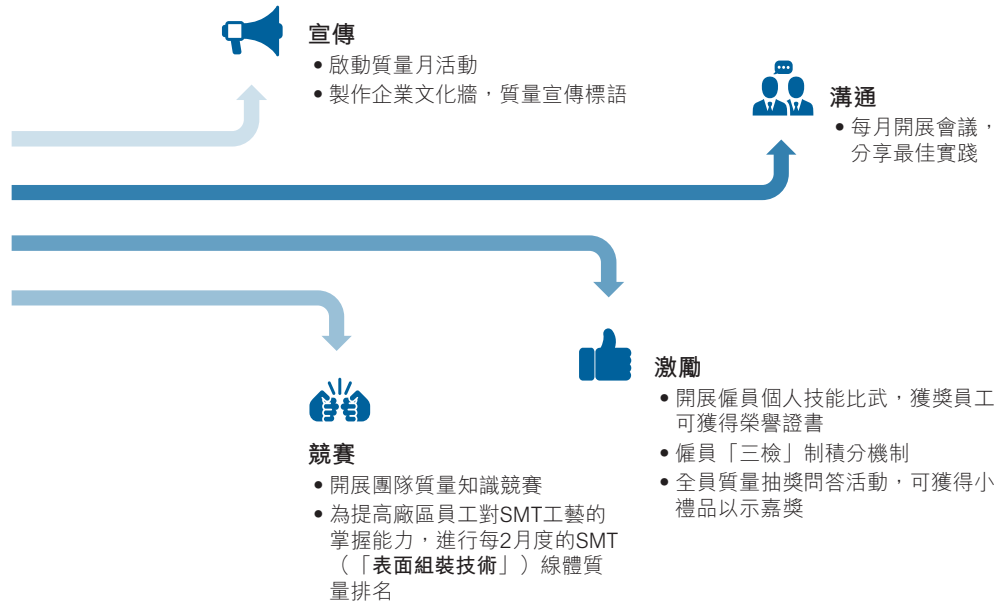 宣傳
• 啟動質量月活動
• 製作企業文化牆，質量宣傳標語
溝通
• 每月開展會議，
分享最佳實踐
激勵
• 開展僱員個人技能比武，獲獎員工
可獲得榮譽證書
• 僱員「三檢」制積分機制
• 全員質量抽獎問答活動，可獲得小
禮品以示嘉獎
競賽
• 開展團隊質量知識競賽
• 為提高廠區員工對SMT工藝的
掌握能力，進行每2月度的SMT
（「表面組裝技術」）線體質
量排名